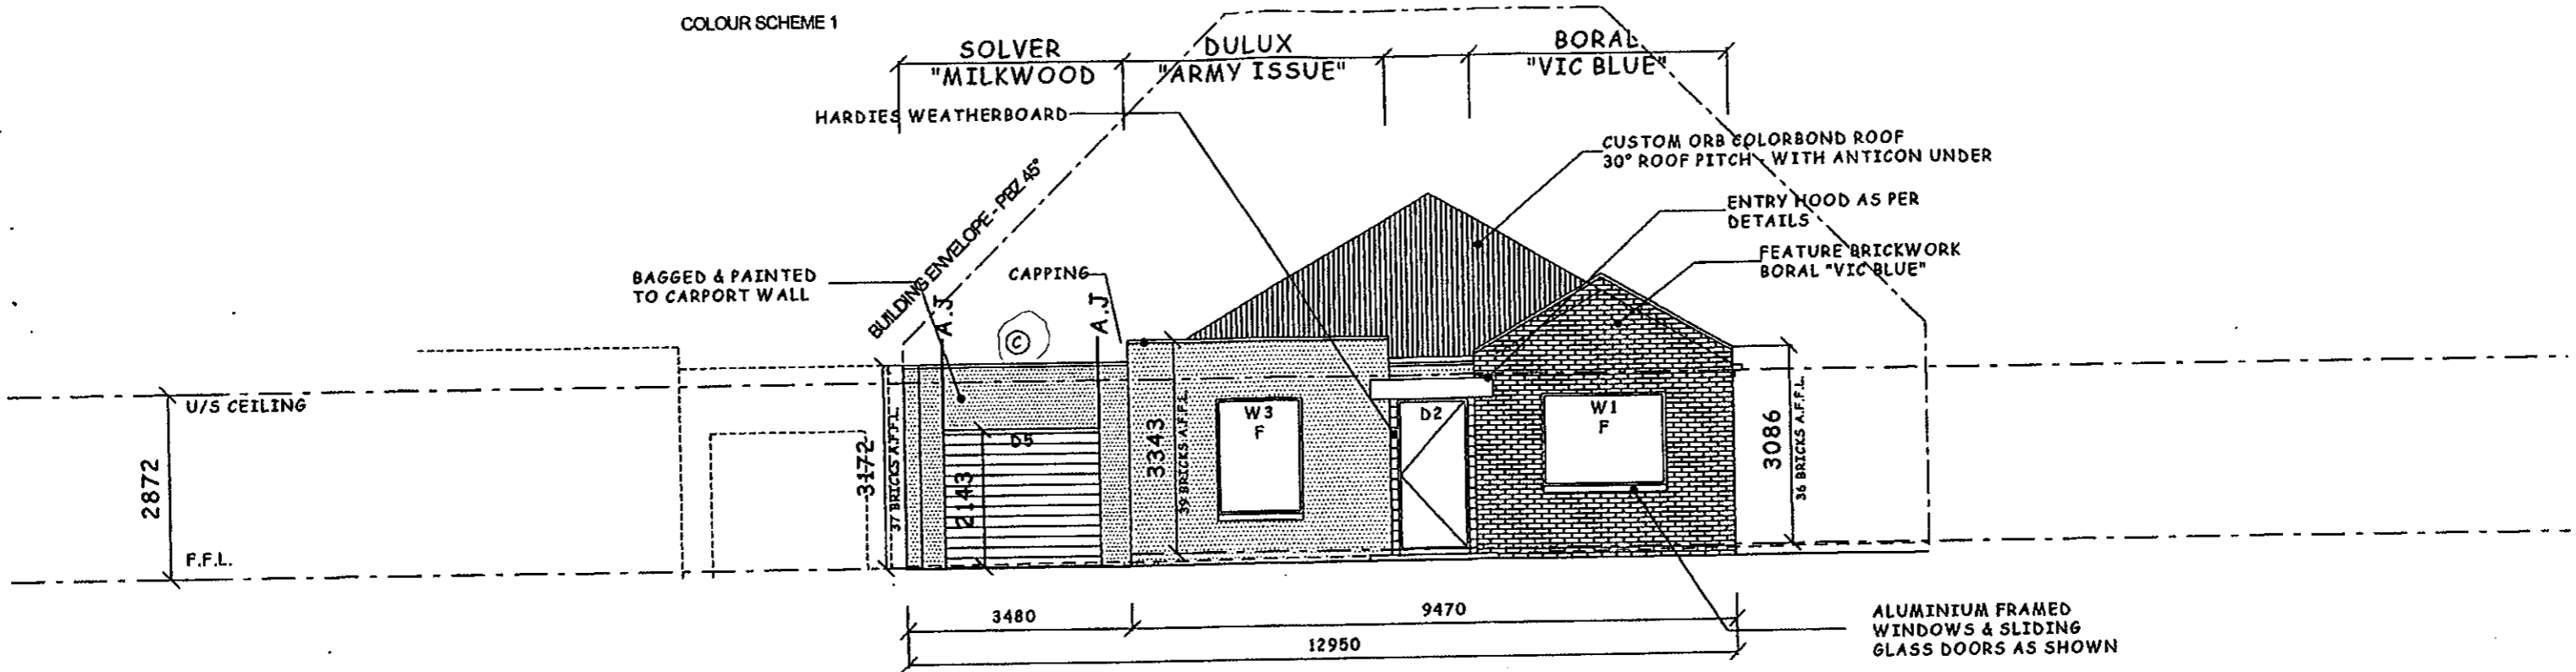 COLOUR SCHEME 1
SOLVER
"MILKWOOD
DULUX
"ARMY ISSUE"
BORAL
"VIC BLUE"
HARDIES WEATHERBOARD
CUSTOM ORB COLORBOND ROOF
30° ROOF PITCH - WITH ANTICON UNDER
ENTRY HOOD AS PER
DETAILS
FEATURE BRICKWORK
BORAL "VIC BLUE"
BUILDING ENVELOPE - PBZ 45°
BAGGED & PAINTED
TO CARPORT WALL
CAPPING
A.J
A.J
C
U/S CEILING
2872
F.F.L.
3172
37 BRICKS A.F.F.L.
D5
2143
3343
39 BRICKS A.F.F.L.
W3
F
D2
W1
F
3086
36 BRICKS A.F.F.L.
3480
9470
12950
ALUMINIUM FRAMED
WINDOWS & SLIDING
GLASS DOORS AS SHOWN